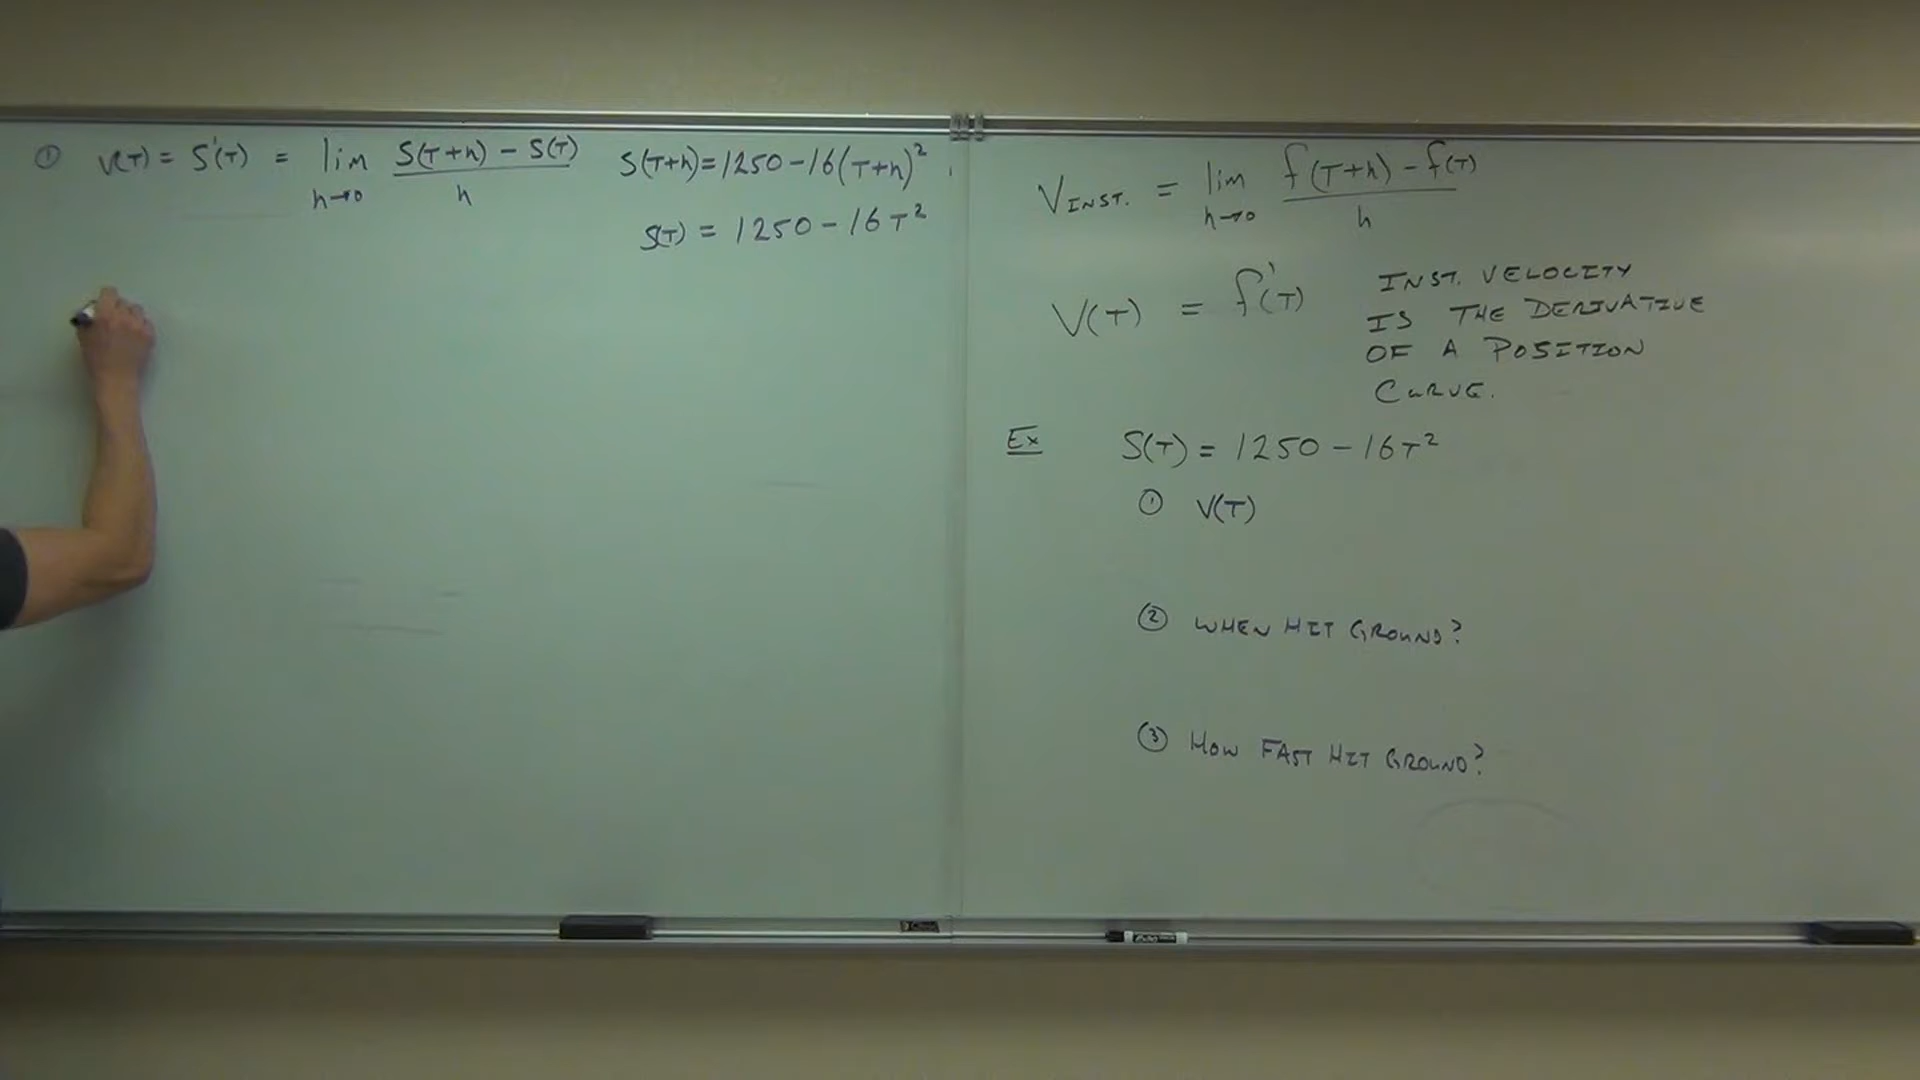 ① V(T) = S'(T) = lim h→0 S(T+h) - S(T) / h
S(T+h) = 1250 - 16(T+h)²
S(T) = 1250 - 16T²
V INST. = lim h→0 f(T+h) - f(T) / h
V(T) = f'(T)
INST. VELOCITY
IS THE DERIVATIVE
OF A POSITION
CURVE.
Ex S(T) = 1250 - 16T²
① V(T)
② WHEN HIT GROUND?
③ HOW FAST HIT GROUND?